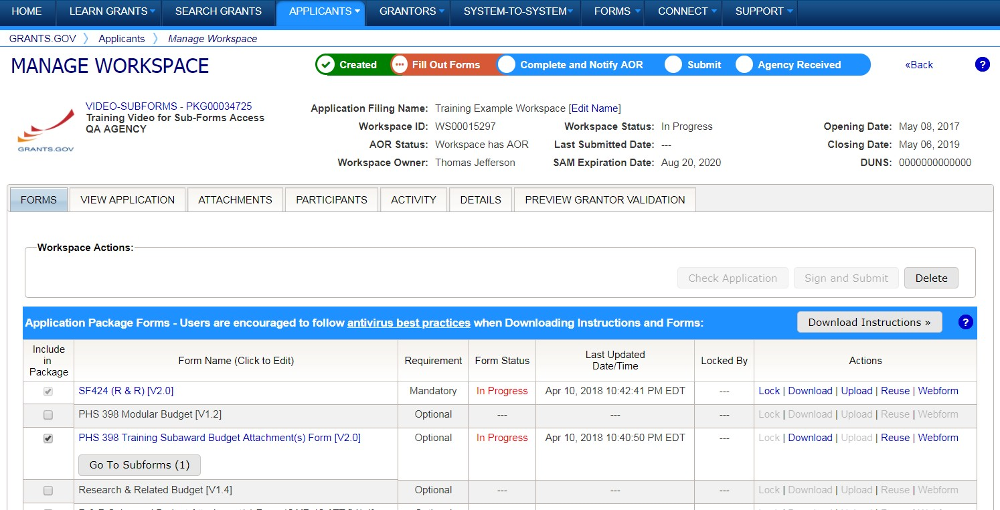 HOME LEARN GRANTS SEARCH GRANTS APPLICANTS GRANTORS SYSTEM-TO-SYSTEM FORMS CONNECT SUPPORT
GRANTS.GOV Applicants Manage Workspace
MANAGE WORKSPACE Created Fill Out Forms Complete and Notify AOR Submit Agency Received «Back ?
VIDEO-SUBFORMS - PKG00034725
Training Video for Sub-Forms Access
QA AGENCY
GRANTS.GOV
Application Filing Name: Training Example Workspace [Edit Name]
Workspace ID: WS00015297 Workspace Status: In Progress Opening Date: May 08, 2017
AOR Status: Workspace has AOR Last Submitted Date: --- Closing Date: May 06, 2019
Workspace Owner: Thomas Jefferson SAM Expiration Date: Aug 20, 2020 DUNS: 0000000000000
FORMS VIEW APPLICATION ATTACHMENTS PARTICIPANTS ACTIVITY DETAILS PREVIEW GRANTOR VALIDATION
Workspace Actions:
Check Application Sign and Submit Delete
Application Package Forms - Users are encouraged to follow antivirus best practices when Downloading Instructions and Forms: Download Instructions » ?
Include in Package Form Name (Click to Edit) Requirement Form Status Last Updated Date/Time Locked By Actions
SF424 (R & R) [V2.0] Mandatory In Progress Apr 10, 2018 10:42:41 PM EDT --- Lock | Download | Upload | Reuse | Webform
PHS 398 Modular Budget [V1.2] Optional --- --- --- Lock | Download | Upload | Reuse | Webform
PHS 398 Training Subaward Budget Attachment(s) Form [V2.0] Optional In Progress Apr 10, 2018 10:40:50 PM EDT --- Lock | Download | Upload | Reuse | Webform
Go To Subforms (1)
Research & Related Budget [V1.4] Optional --- --- --- Lock | Download | Upload | Reuse | Webform